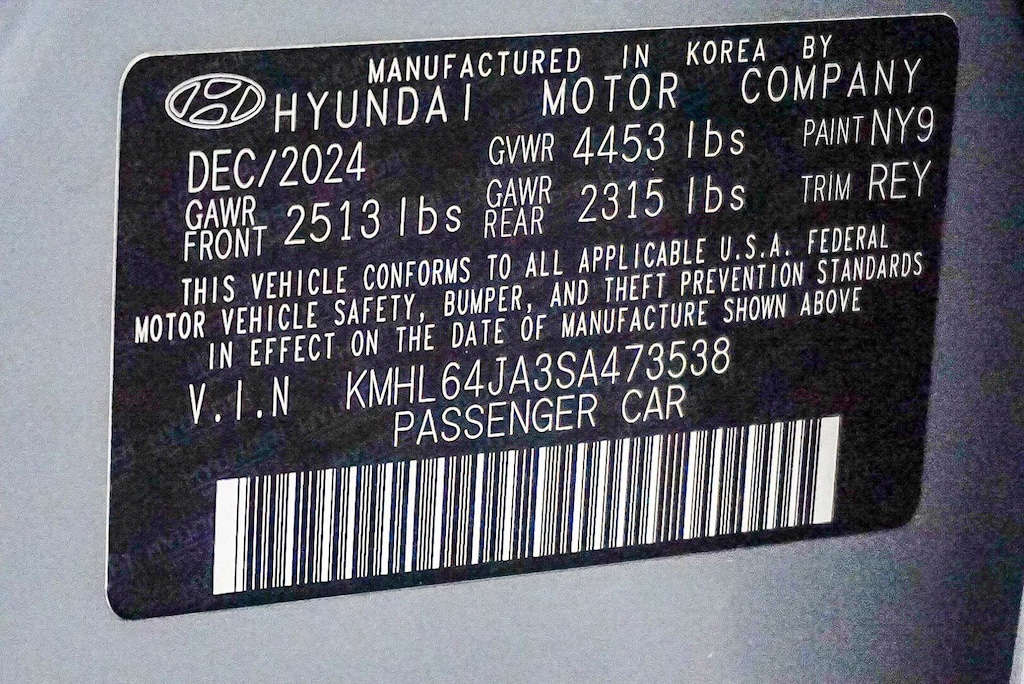 MANUFACTURED IN KOREA BY
HYUNDAI MOTOR COMPANY
DEC/2024 GVWR 4453 lbs PAINT NY9
GAWR FRONT 2513 lbs GAWR REAR 2315 lbs TRIM REY
THIS VEHICLE CONFORMS TO ALL APPLICABLE U.S.A. FEDERAL
MOTOR VEHICLE SAFETY, BUMPER, AND THEFT PREVENTION STANDARDS
IN EFFECT ON THE DATE OF MANUFACTURE SHOWN ABOVE
V.I.N KMHL64JA3SA473538
PASSENGER CAR